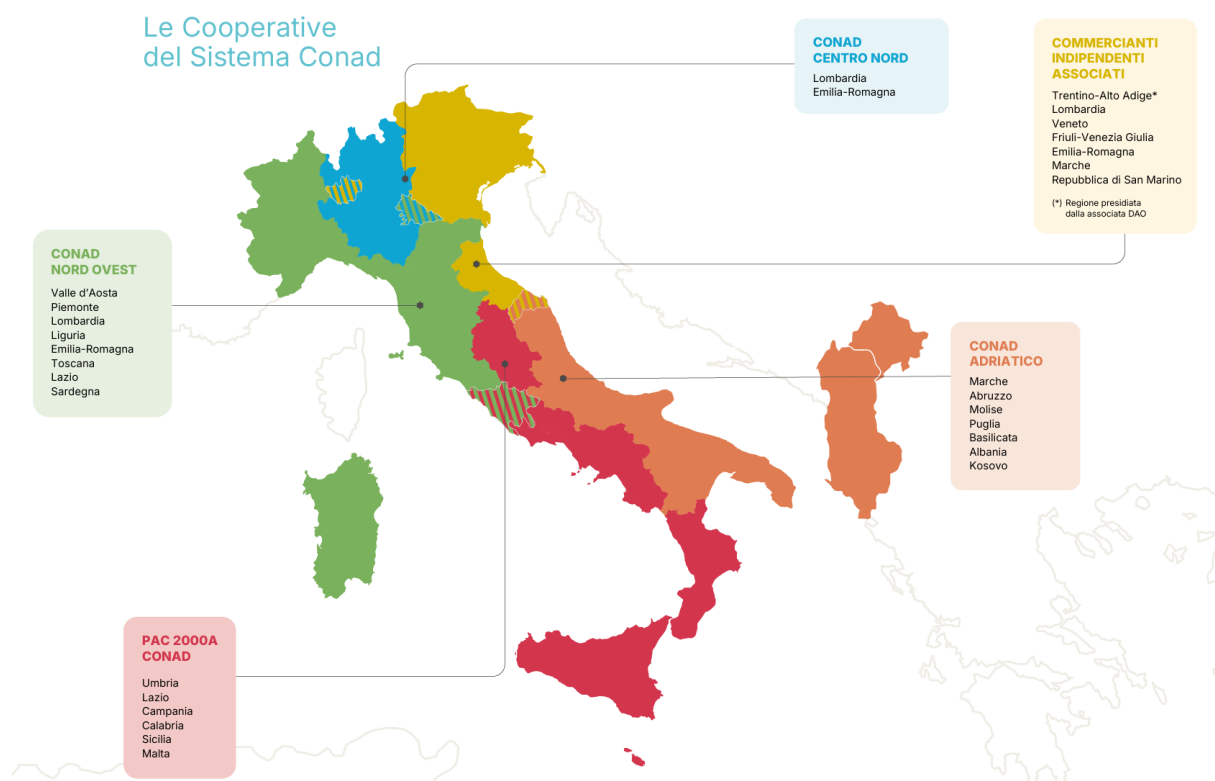 Le Cooperative
del Sistema Conad
CONAD
CENTRO NORD
Lombardia
Emilia-Romagna
COMMERCIANTI
INDIPENDENTI
ASSOCIATI
Trentino-Alto Adige*
Lombardia
Veneto
Friuli-Venezia Giulia
Emilia-Romagna
Marche
Repubblica di San Marino
(*) Regione presidiata
dalla associata DAO
CONAD
NORD OVEST
Valle d'Aosta
Piemonte
Lombardia
Liguria
Emilia-Romagna
Toscana
Lazio
Sardegna
CONAD
ADRIATICO
Marche
Abruzzo
Molise
Puglia
Basilicata
Albania
Kosovo
PAC 2000A
CONAD
Umbria
Lazio
Campania
Calabria
Sicilia
Malta